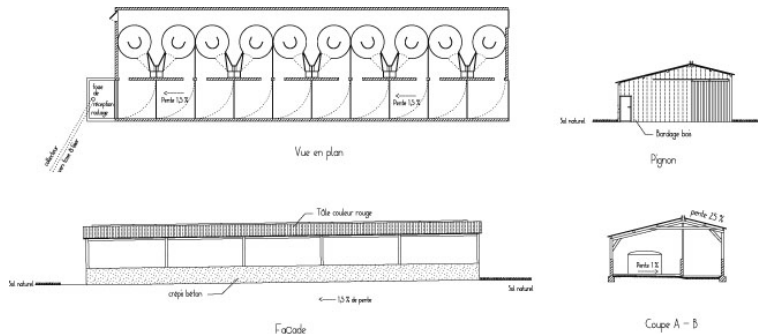 fosse
de
réception
raclage
Pente 1,5 %
Pente 1,5 %
collecteur
vers fosse à lisier
Vue en plan
Sol naturel
Bardage bois
Pignon
Tôle couleur rouge
Sol naturel
Sol naturel
crépi béton
1,5 % de pente
Façade
pente 25 %
Pente 1 %
Coupe A - B